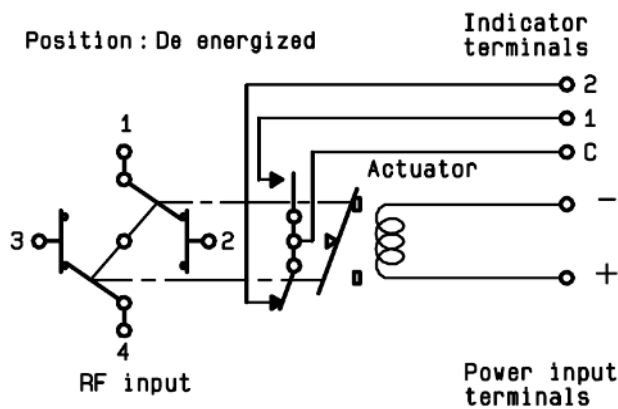 Position : De energized
Indicator
terminals
2
1
C
Actuator
−
+
1
3
2
4
RF input
Power input
terminals